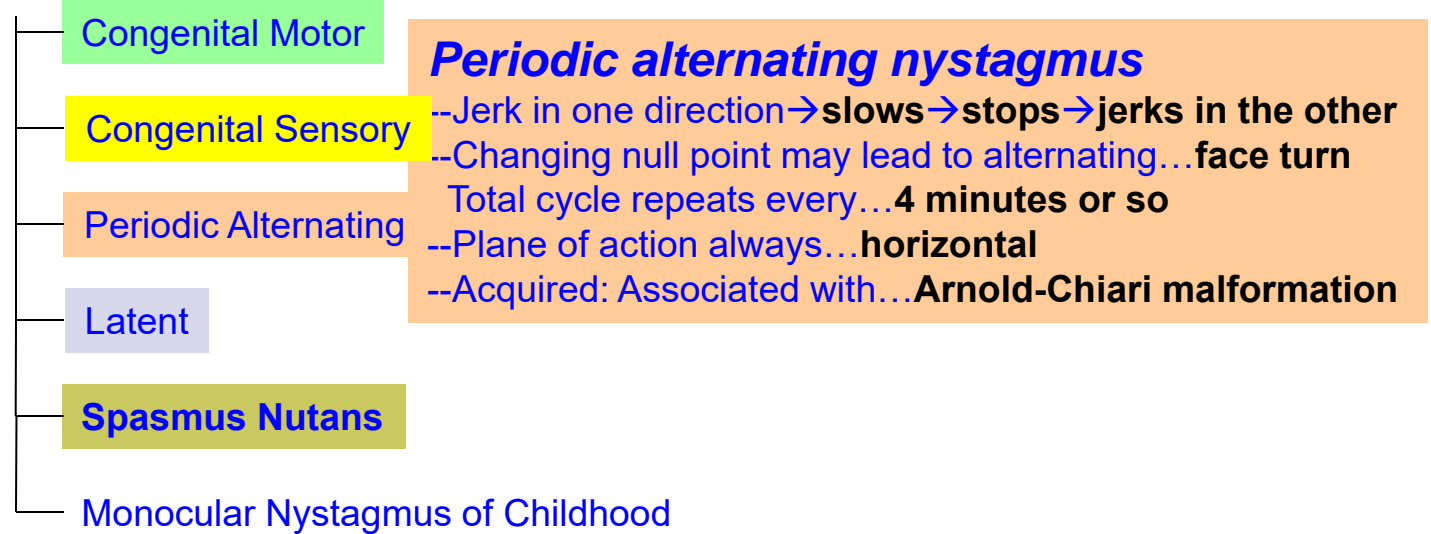 Congenital Motor
Congenital Sensory
Periodic Alternating
Latent
Spasmus Nutans
Monocular Nystagmus of Childhood
Periodic alternating nystagmus
--Jerk in one direction→slows→stops→jerks in the other
--Changing null point may lead to alternating…face turn
Total cycle repeats every…4 minutes or so
--Plane of action always…horizontal
--Acquired: Associated with…Arnold-Chiari malformation